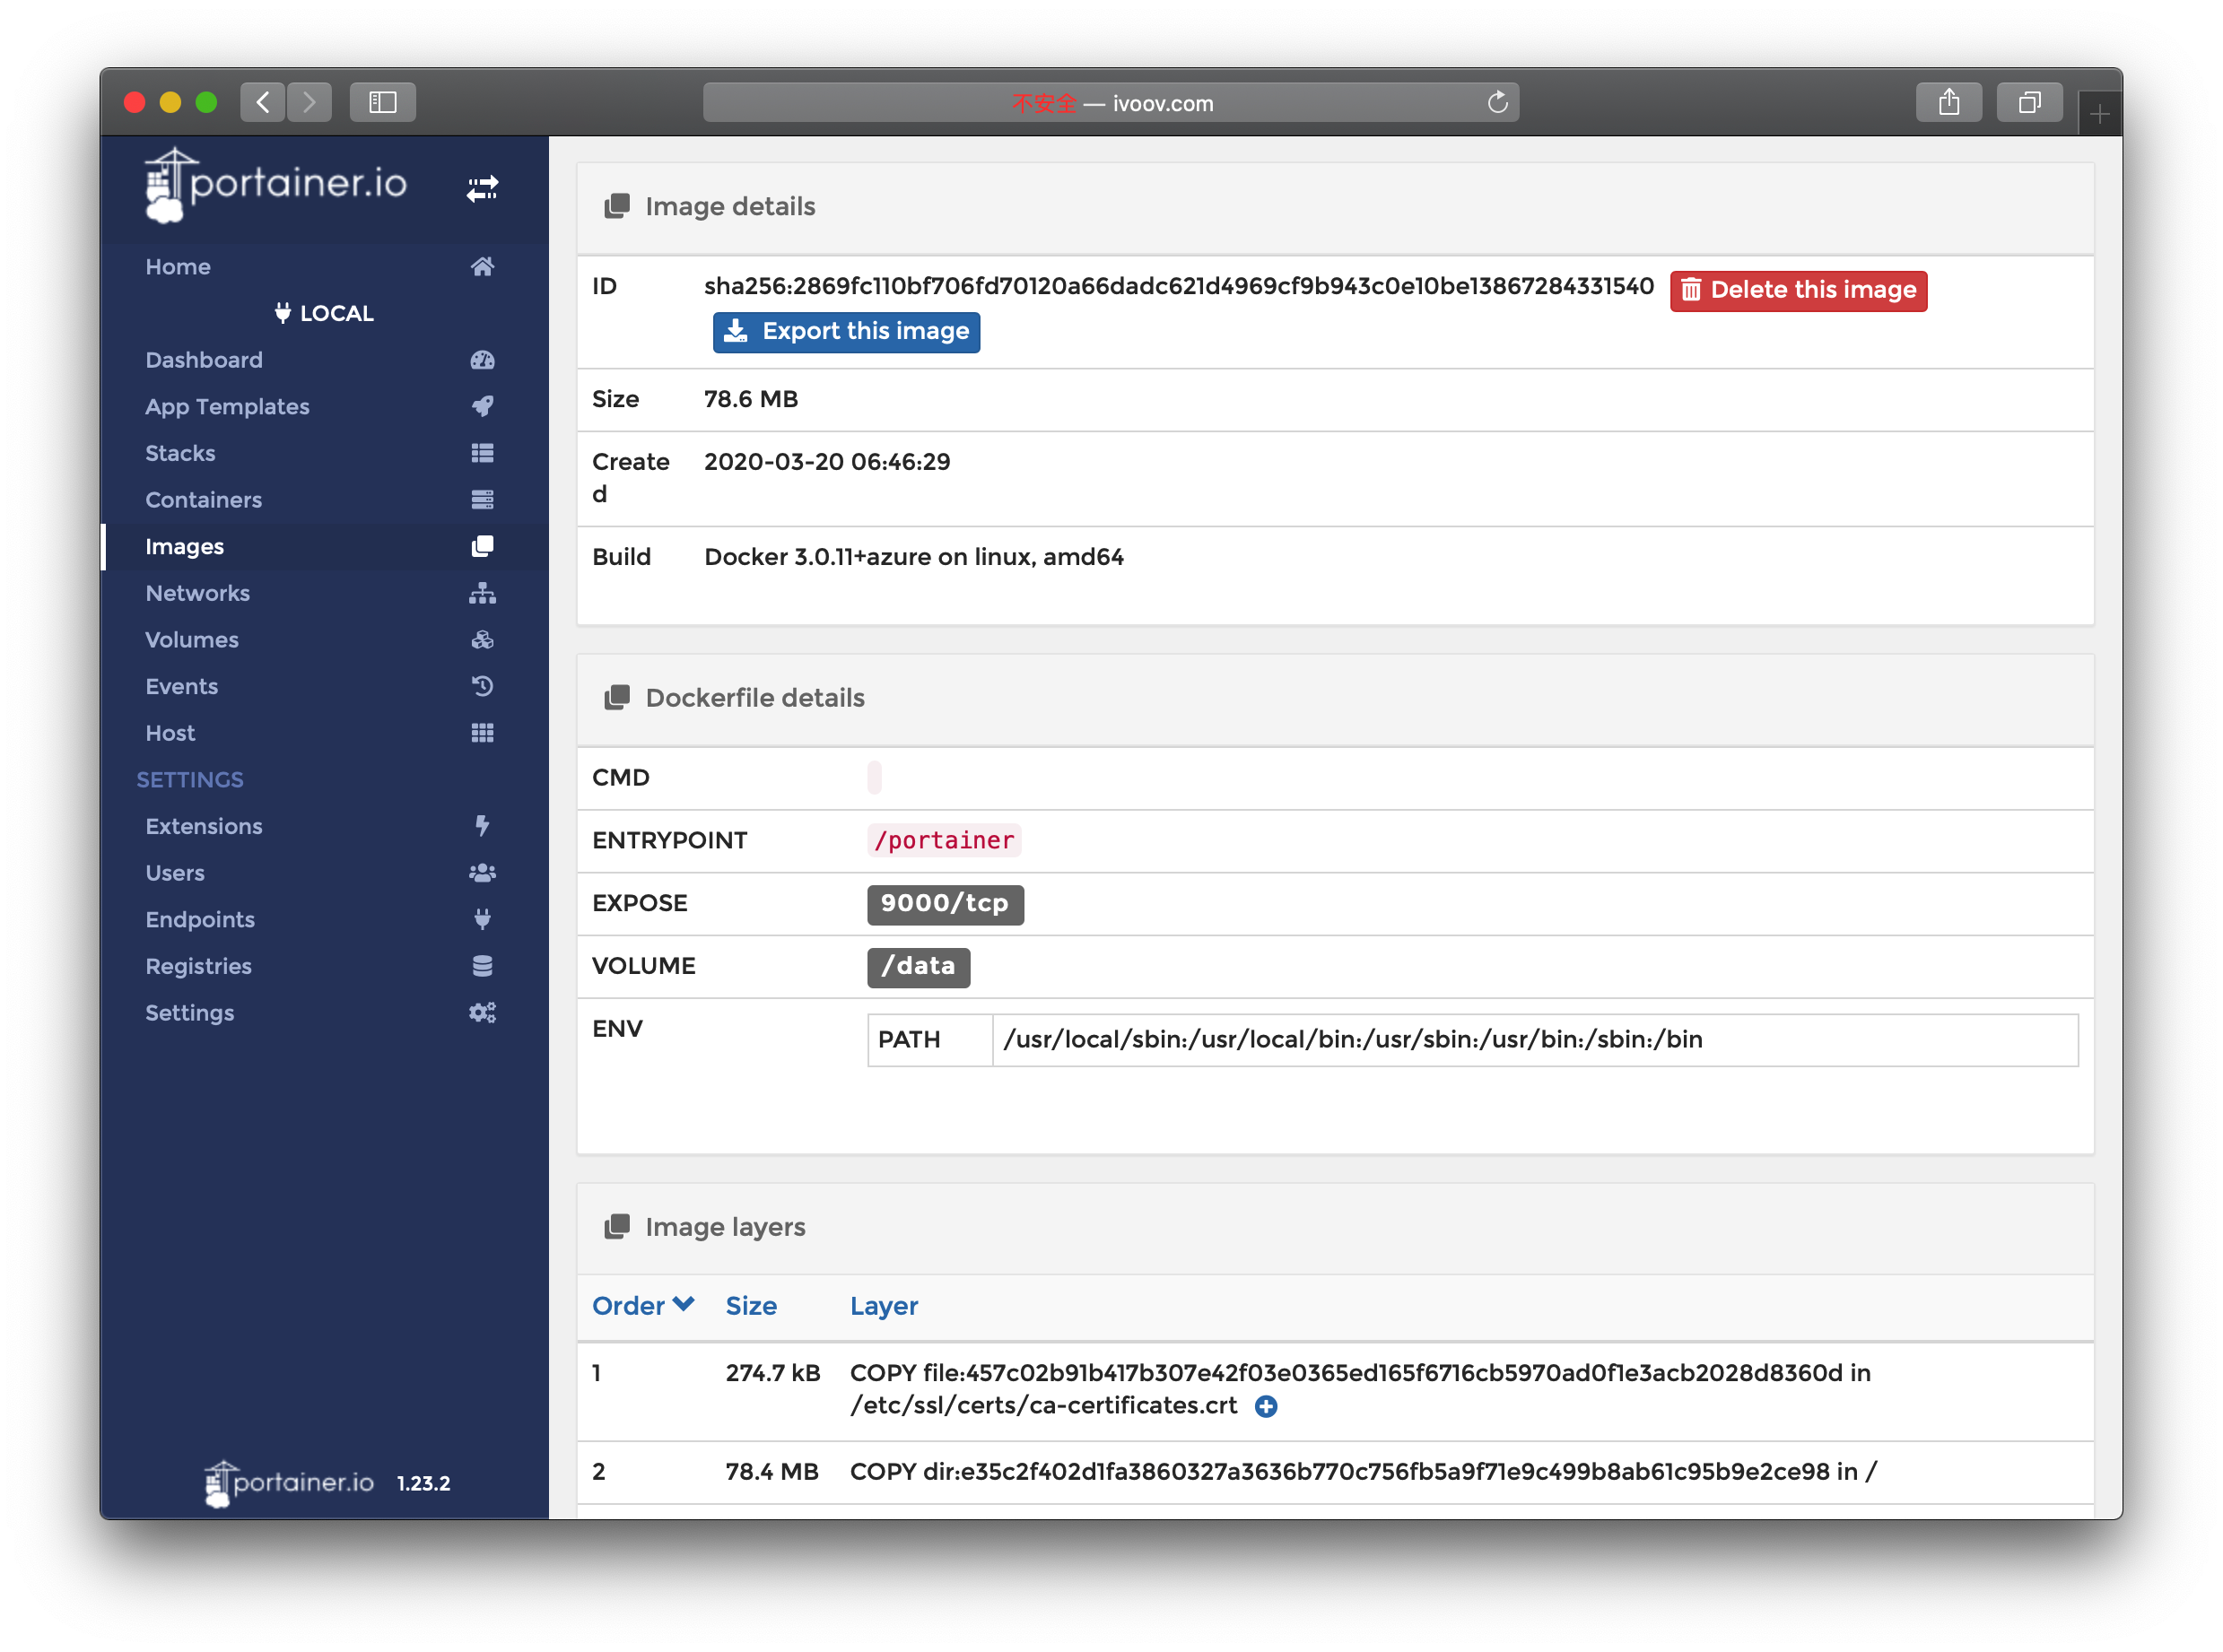 不安全 — ivoov.com
portainer.io
Home
LOCAL
Dashboard
App Templates
Stacks
Containers
Images
Networks
Volumes
Events
Host
SETTINGS
Extensions
Users
Endpoints
Registries
Settings
portainer.io 1.23.2
Image details
ID sha256:2869fc110bf706fd70120a66dadc621d4969cf9b943c0e10be13867284331540 Delete this image
Export this image
Size 78.6 MB
Create 2020-03-20 06:46:29
d
Build Docker 3.0.11+azure on linux, amd64
Dockerfile details
CMD
ENTRYPOINT /portainer
EXPOSE 9000/tcp
VOLUME /data
ENV PATH /usr/local/sbin:/usr/local/bin:/usr/sbin:/usr/bin:/sbin:/bin
Image layers
Order Size Layer
1 274.7 kB COPY file:457c02b91b417b307e42f03e0365ed165f6716cb5970ad0f1e3acb2028d8360d in
/etc/ssl/certs/ca-certificates.crt
2 78.4 MB COPY dir:e35c2f402d1fa3860327a3636b770c756fb5a9f71e9c499b8ab61c95b9e2ce98 in /